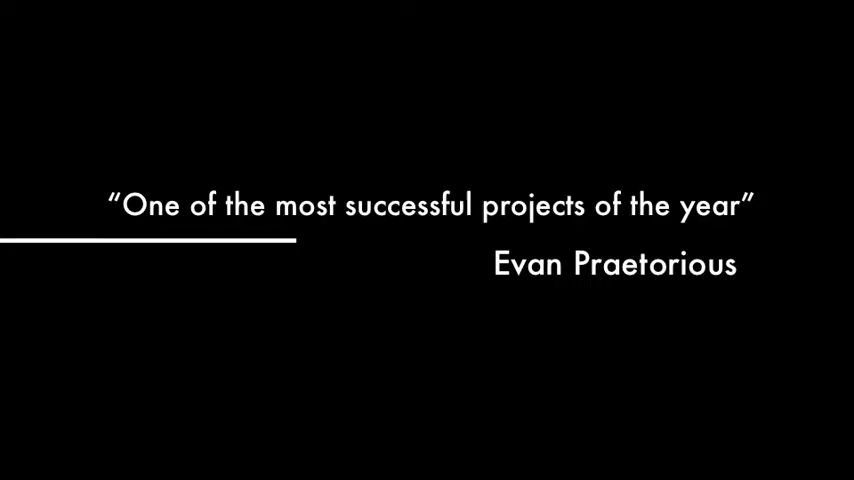 “One of the most successful projects of the year”
Evan Praetorious